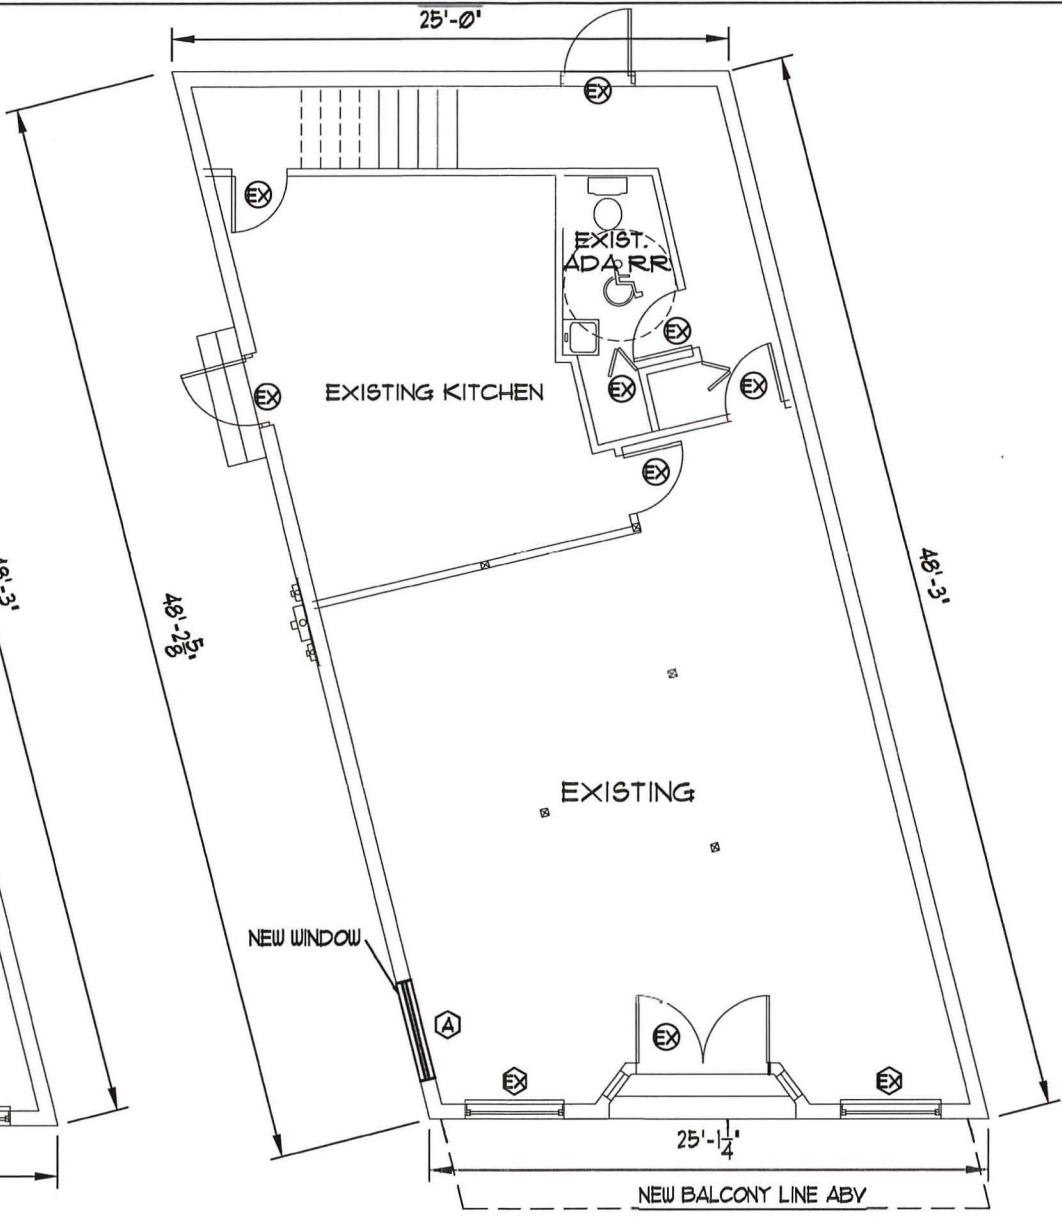 25'-0"
EX
EX
EXIST.
ADA RR
EX
EX
EXISTING KITCHEN
EX
EX
EX
48'-3"
48'-3"
48'-2 5/8"
EXISTING
NEW WINDOW
A
EX
EX
EX
25'-1 1/4"
NEW BALCONY LINE ABV